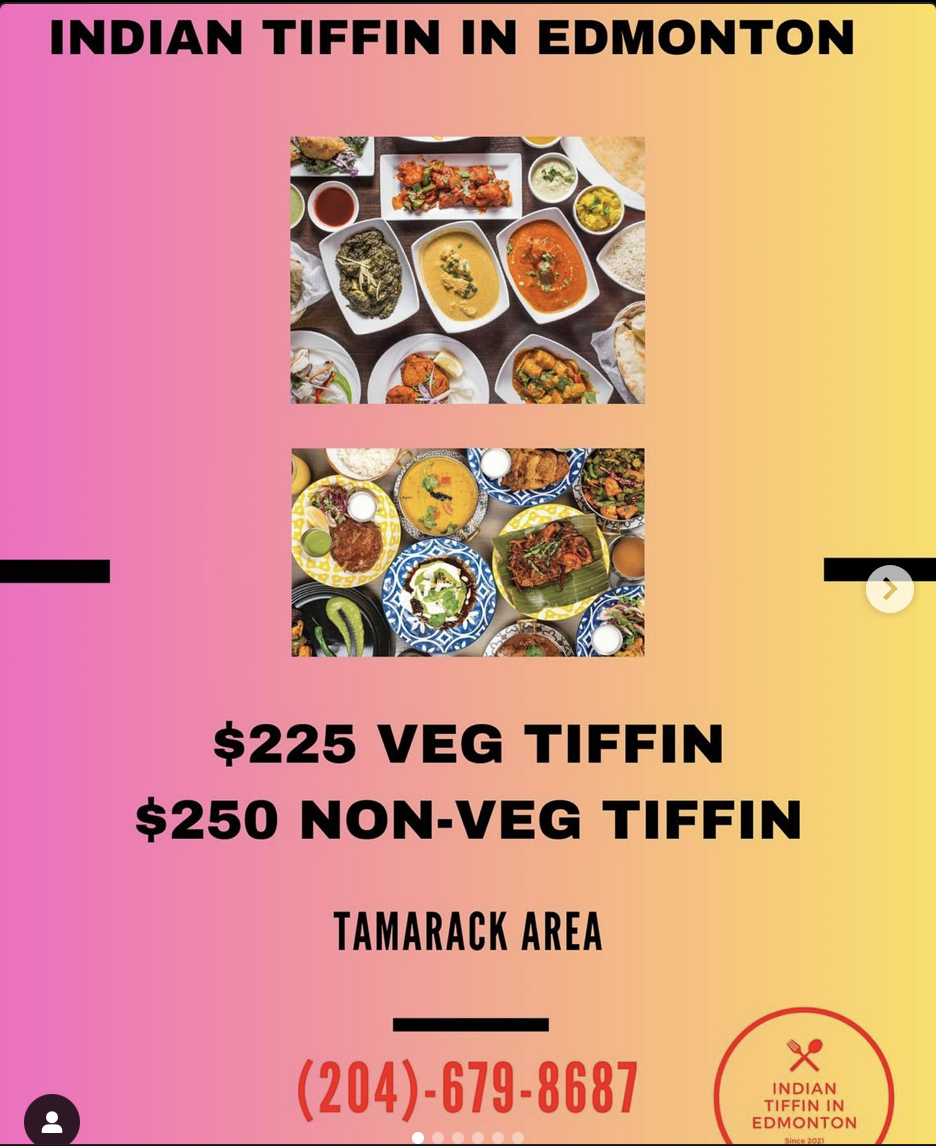 INDIAN TIFFIN IN EDMONTON
$225 VEG TIFFIN
$250 NON-VEG TIFFIN
TAMARACK AREA
(204)-679-8687
INDIAN
TIFFIN IN
EDMONTON
Since 2021